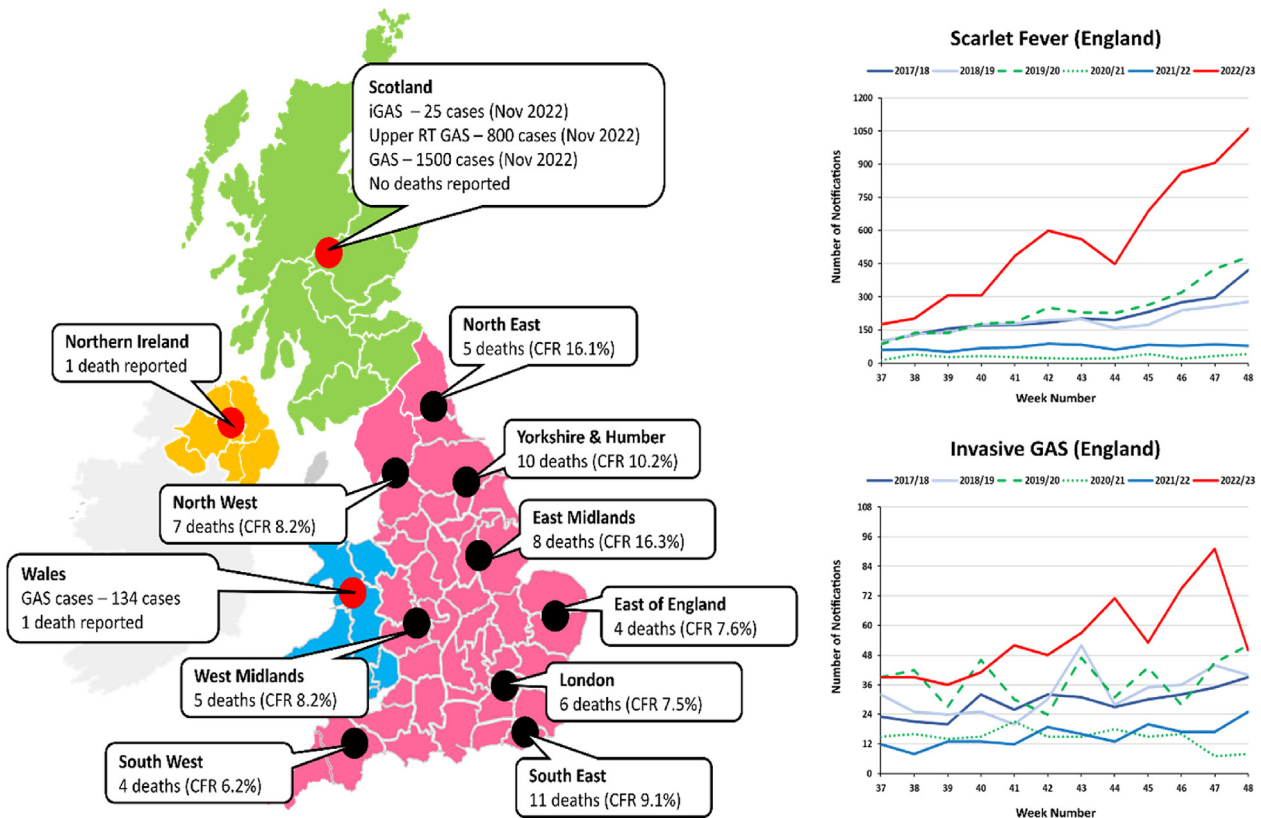 Scotland
iGAS – 25 cases (Nov 2022)
Upper RT GAS – 800 cases (Nov 2022)
GAS – 1500 cases (Nov 2022)
No deaths reported
Northern Ireland
1 death reported
North East
5 deaths (CFR 16.1%)
Yorkshire & Humber
10 deaths (CFR 10.2%)
North West
7 deaths (CFR 8.2%)
East Midlands
8 deaths (CFR 16.3%)
Wales
GAS cases – 134 cases
1 death reported
East of England
4 deaths (CFR 7.6%)
West Midlands
5 deaths (CFR 8.2%)
London
6 deaths (CFR 7.5%)
South West
4 deaths (CFR 6.2%)
South East
11 deaths (CFR 9.1%)
Scarlet Fever (England)
2017/18 2018/19 2019/20 2020/21 2021/22 2022/23
Number of Notifications
1200
1050
900
750
600
450
300
150
0
37 38 39 40 41 42 43 44 45 46 47 48
Week Number
Invasive GAS (England)
2017/18 2018/19 2019/20 2020/21 2021/22 2022/23
Number of Notifications
108
96
84
72
60
48
36
24
12
0
37 38 39 40 41 42 43 44 45 46 47 48
Week Number